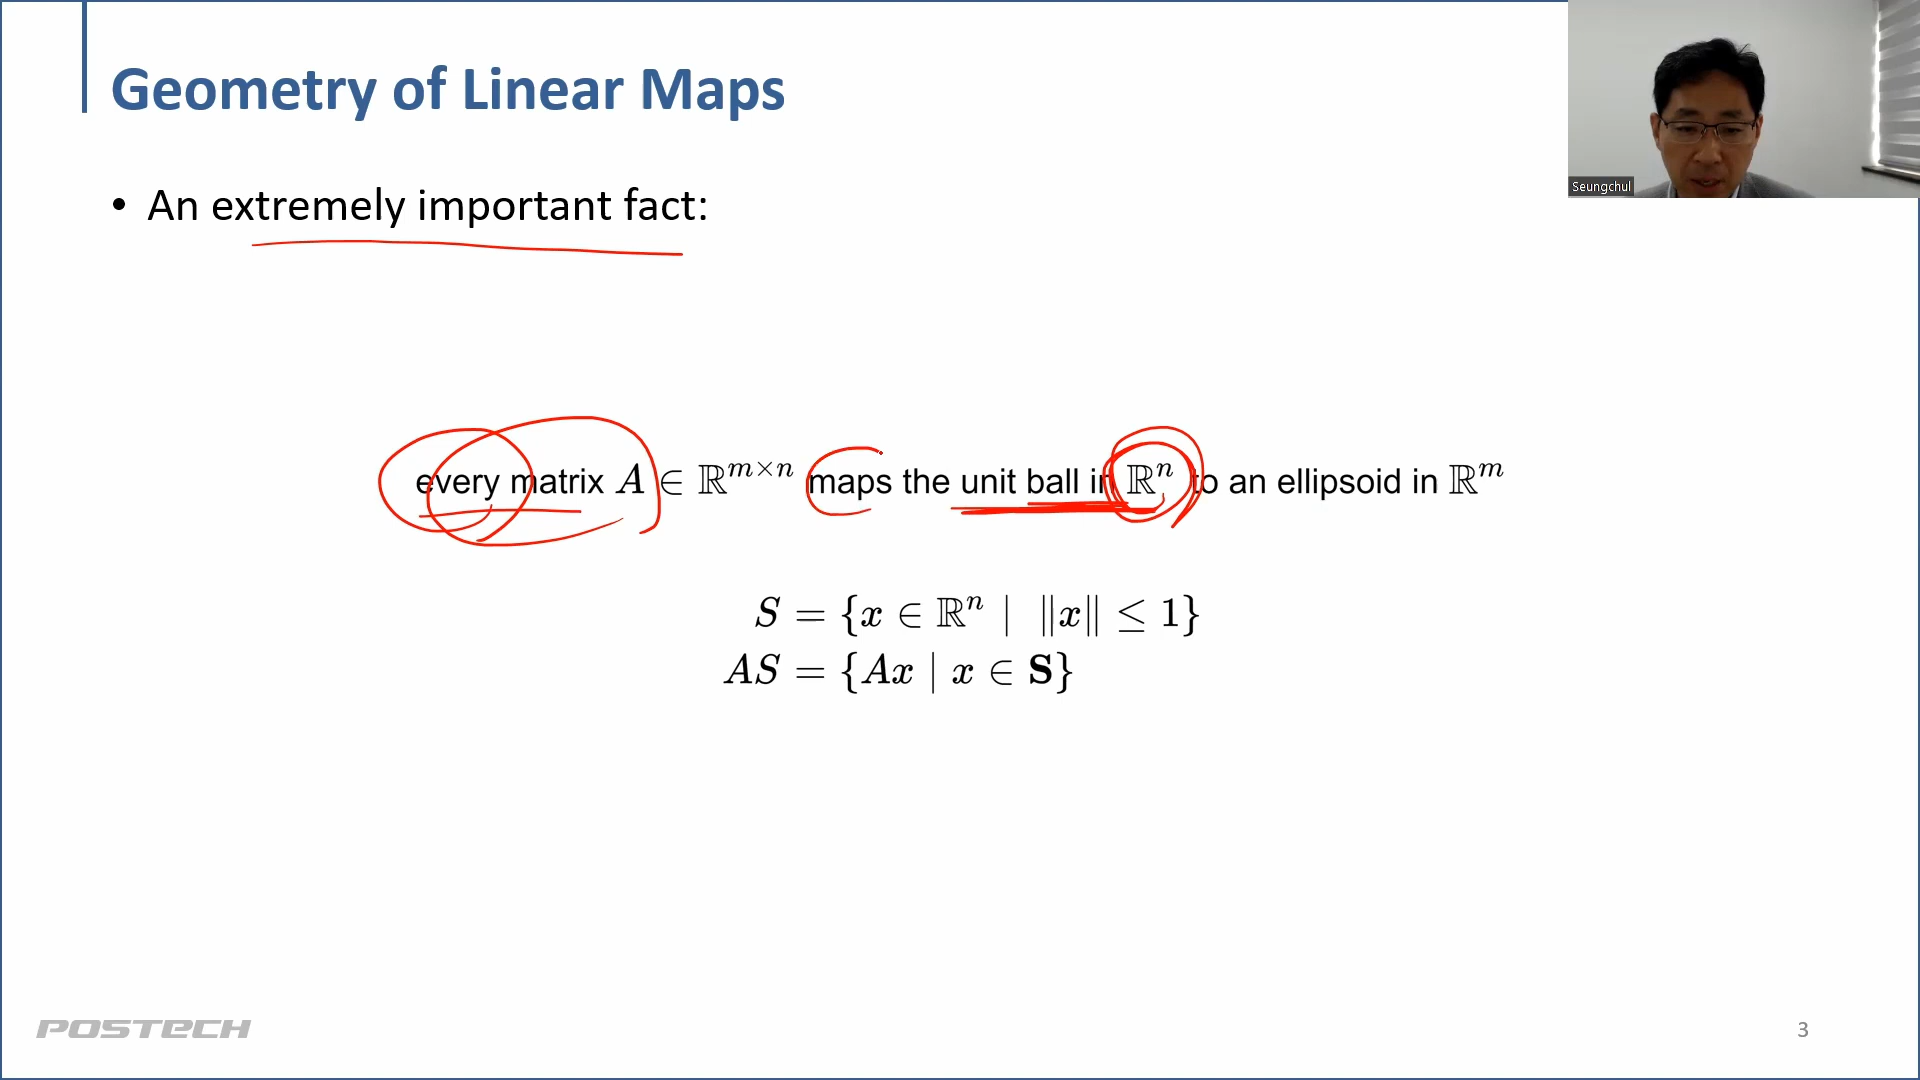 Geometry of Linear Maps
Seungchul
• An extremely important fact:
every matrix A ∈ ℝ^{m×n} maps the unit ball in ℝ^n to an ellipsoid in ℝ^m
S = {x ∈ ℝ^n | ‖x‖ ≤ 1}
AS = {Ax | x ∈ S}
POSTECH
3